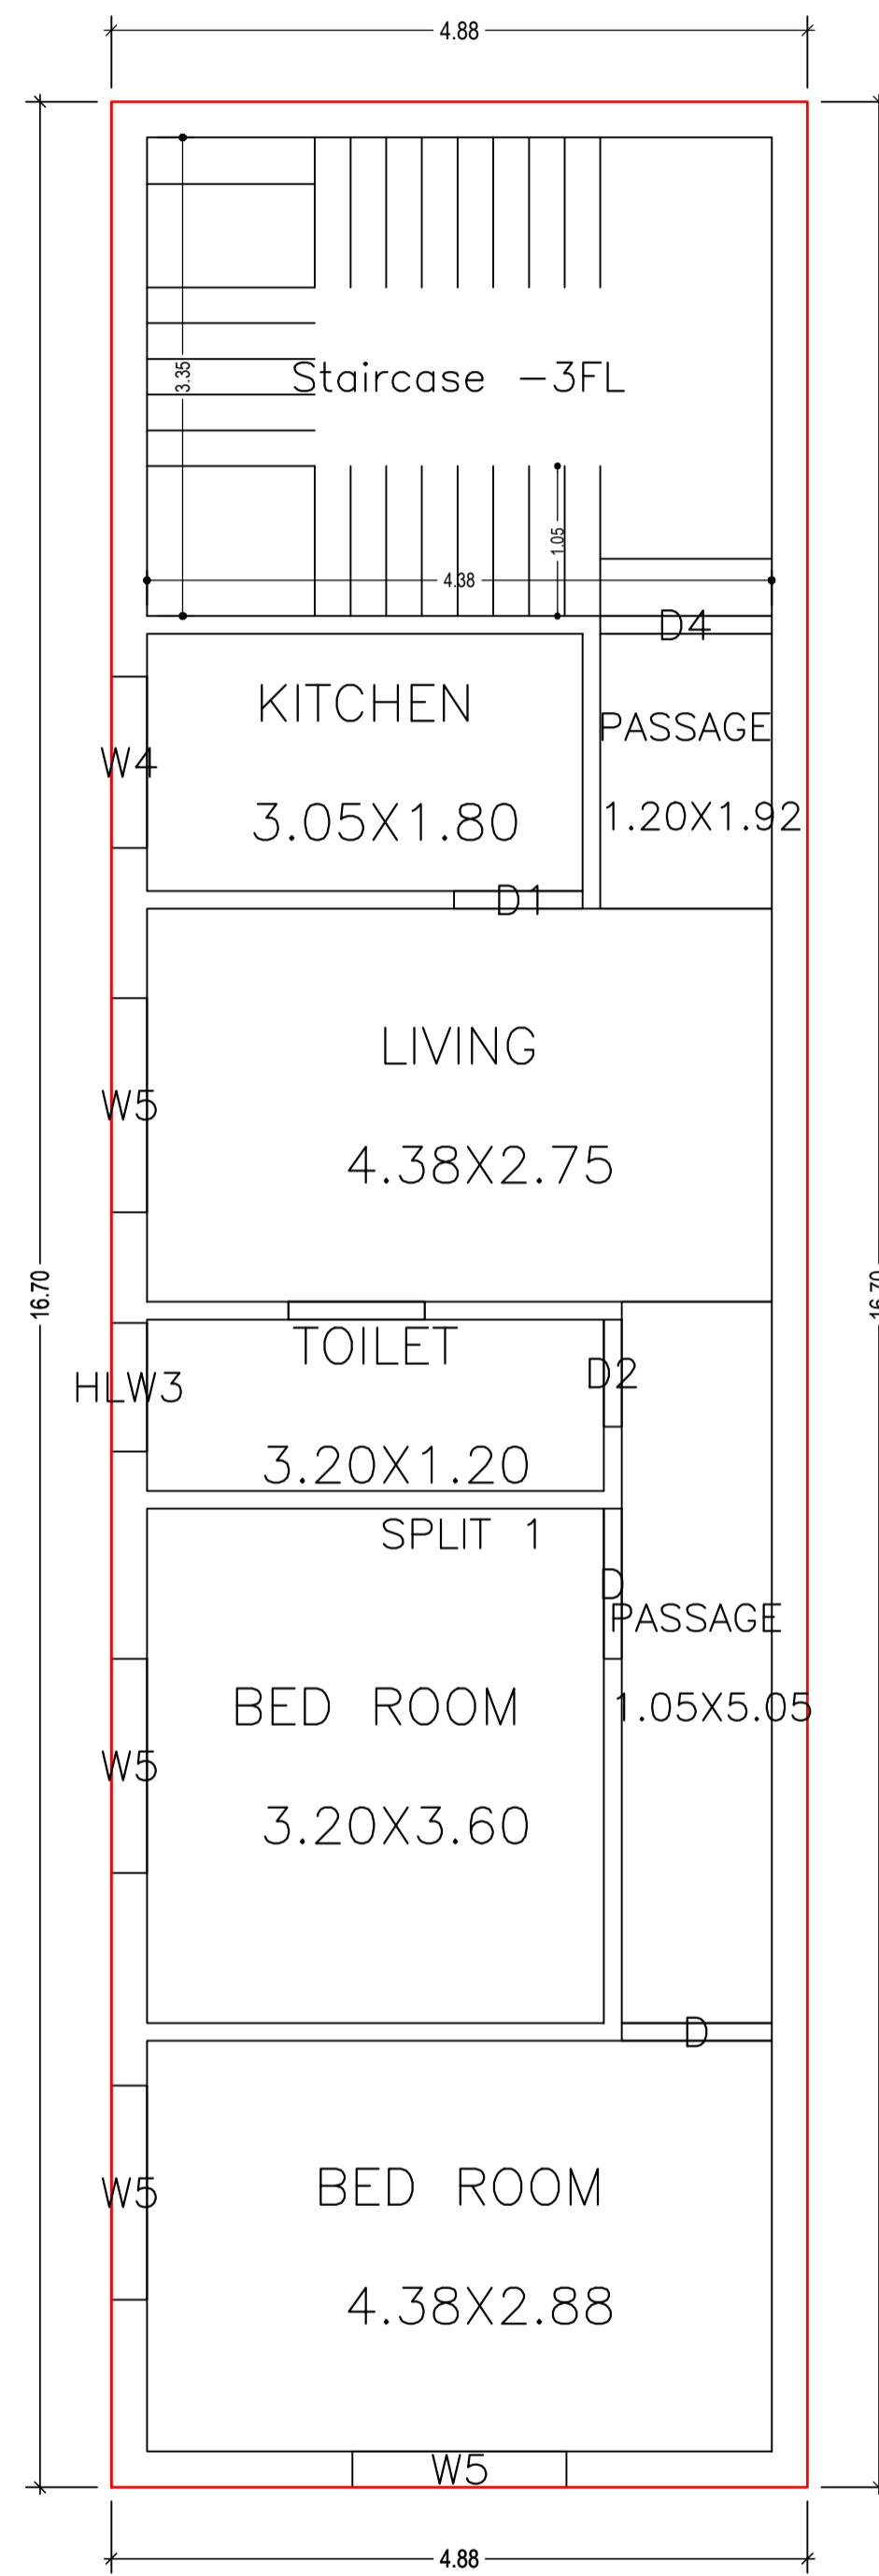 4.88
3.35
Staircase -3FL
1.05
4.38
D4
KITCHEN
PASSAGE
W4
3.05X1.80
1.20X1.92
D1
LIVING
W5
4.38X2.75
16.70
16.70
TOILET
D2
HLW3
3.20X1.20
SPLIT 1
D
PASSAGE
BED ROOM
1.05X5.05
W5
3.20X3.60
D
BED ROOM
W5
4.38X2.88
W5
4.88